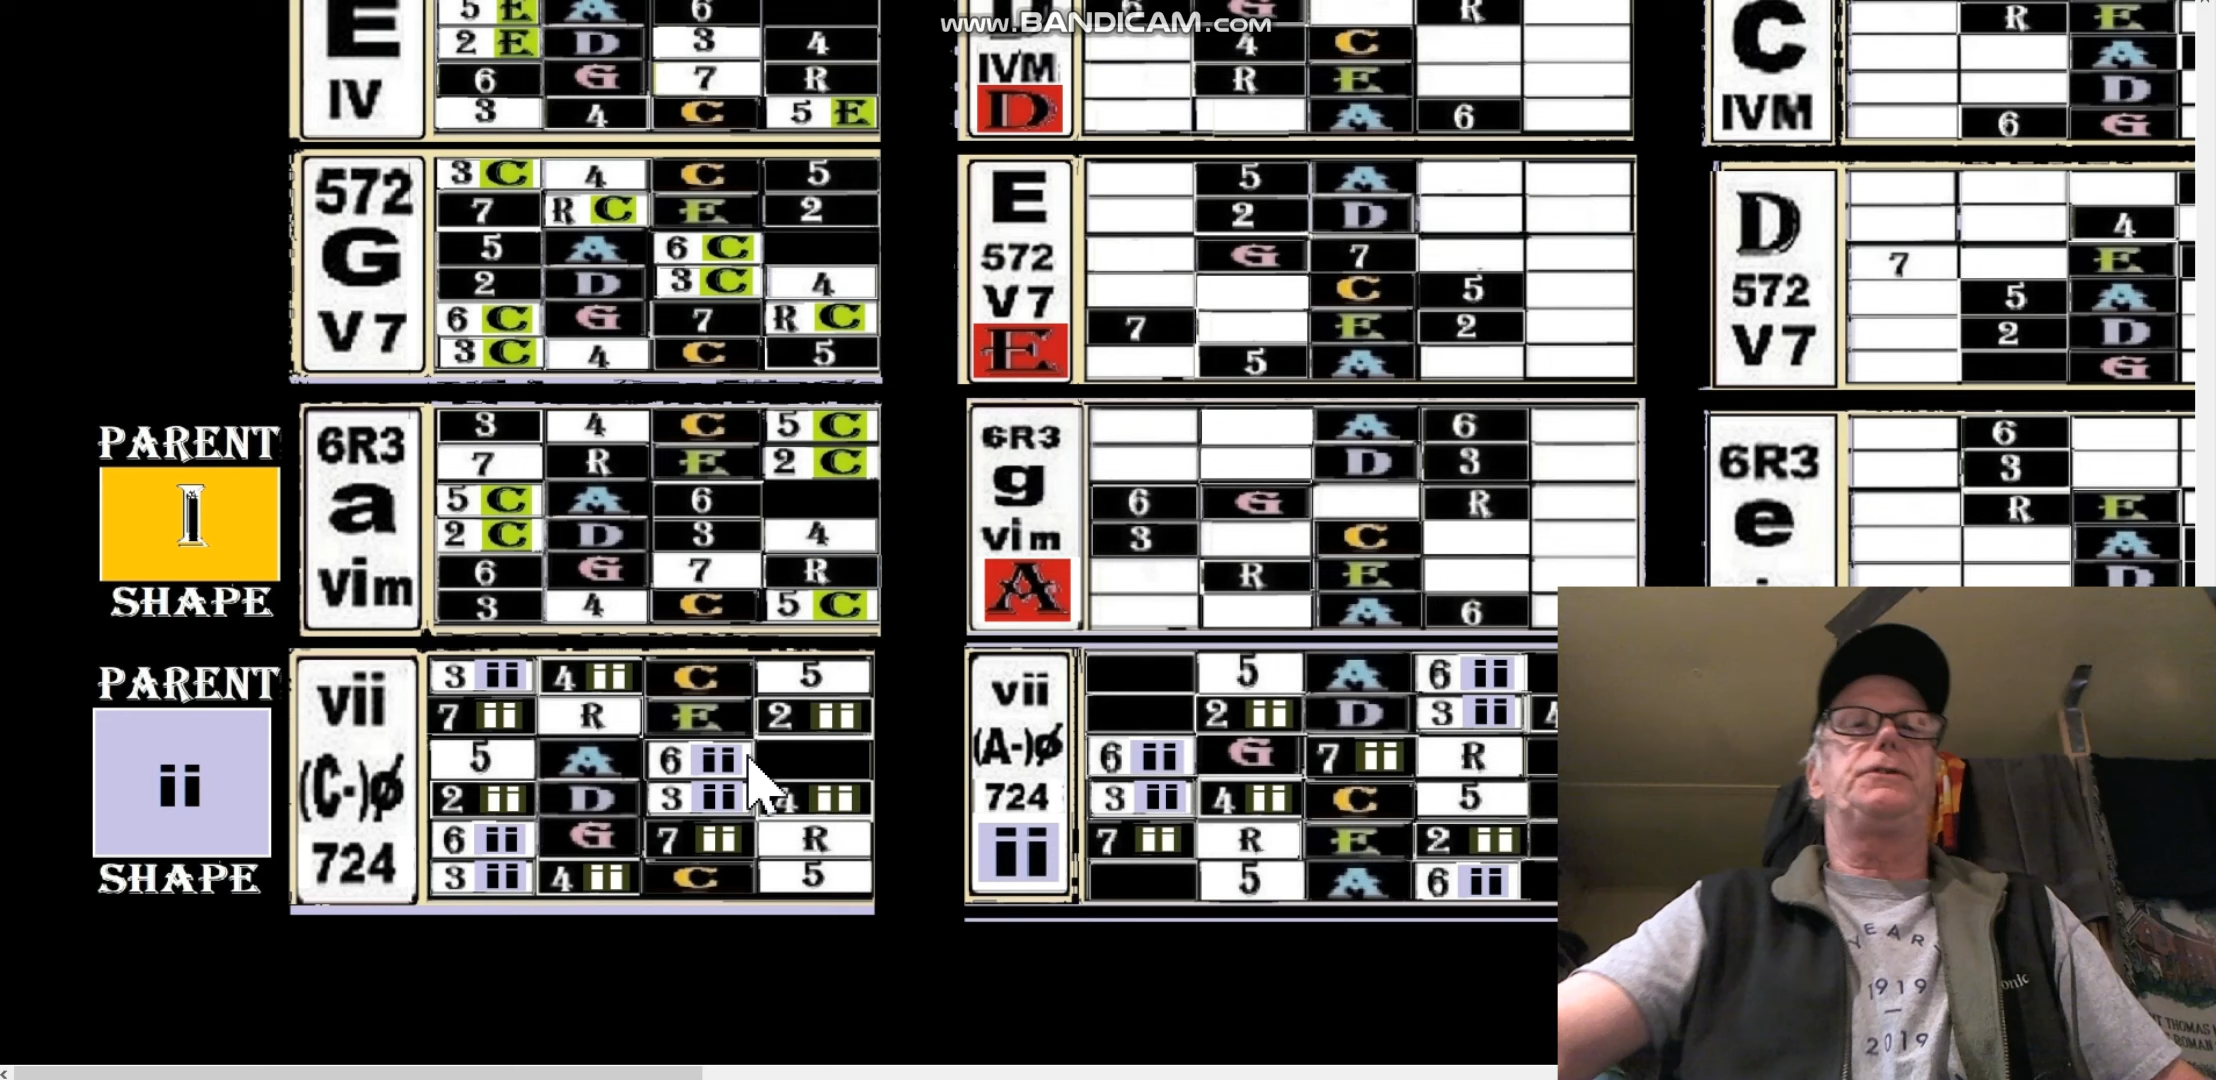 www.BANDICAM.com
E
IV
5 E A 6
2 E D 3 4
6 G 7 R
3 4 C 5 E
IVM
D
6 G R
4 C
R E
A 6
C
IVM
R E
A
D
6 G
572
G
V7
3 C 4 C 5
7 R C E 2
5 A 6 C
2 D 3 C 4
6 C G 7 R C
3 C 4 C 5
E
572
V7
E
5 A
2 D
G 7
C 5
7 E 2
5 A
D
572
V7
4
7 E
5 A
2 D
G
PARENT
I
SHAPE
6R3
a
vim
3 4 C 5 C
7 R E 2 C
5 C A 6
2 C D 3 4
6 G 7 R
3 4 C 5 C
6R3
g
vim
A
A 6
D 3
6 G R
3 C
R E
A 6
6R3
e
6
3
R E
A
D
PARENT
ii
SHAPE
vii
(C-)ø
724
3 ii 4 ii C 5
7 ii R E 2 ii
5 A 6 ii
2 ii D 3 ii 4 ii
6 ii G 7 ii R
3 ii 4 ii C 5
vii
(A-)ø
724
ii
5 A 6 ii
2 ii D 3 ii 4
6 ii G 7 ii R
3 ii 4 ii C 5
7 ii R E 2 ii
5 A 6 ii
YEAR
1919
—
2019
onic